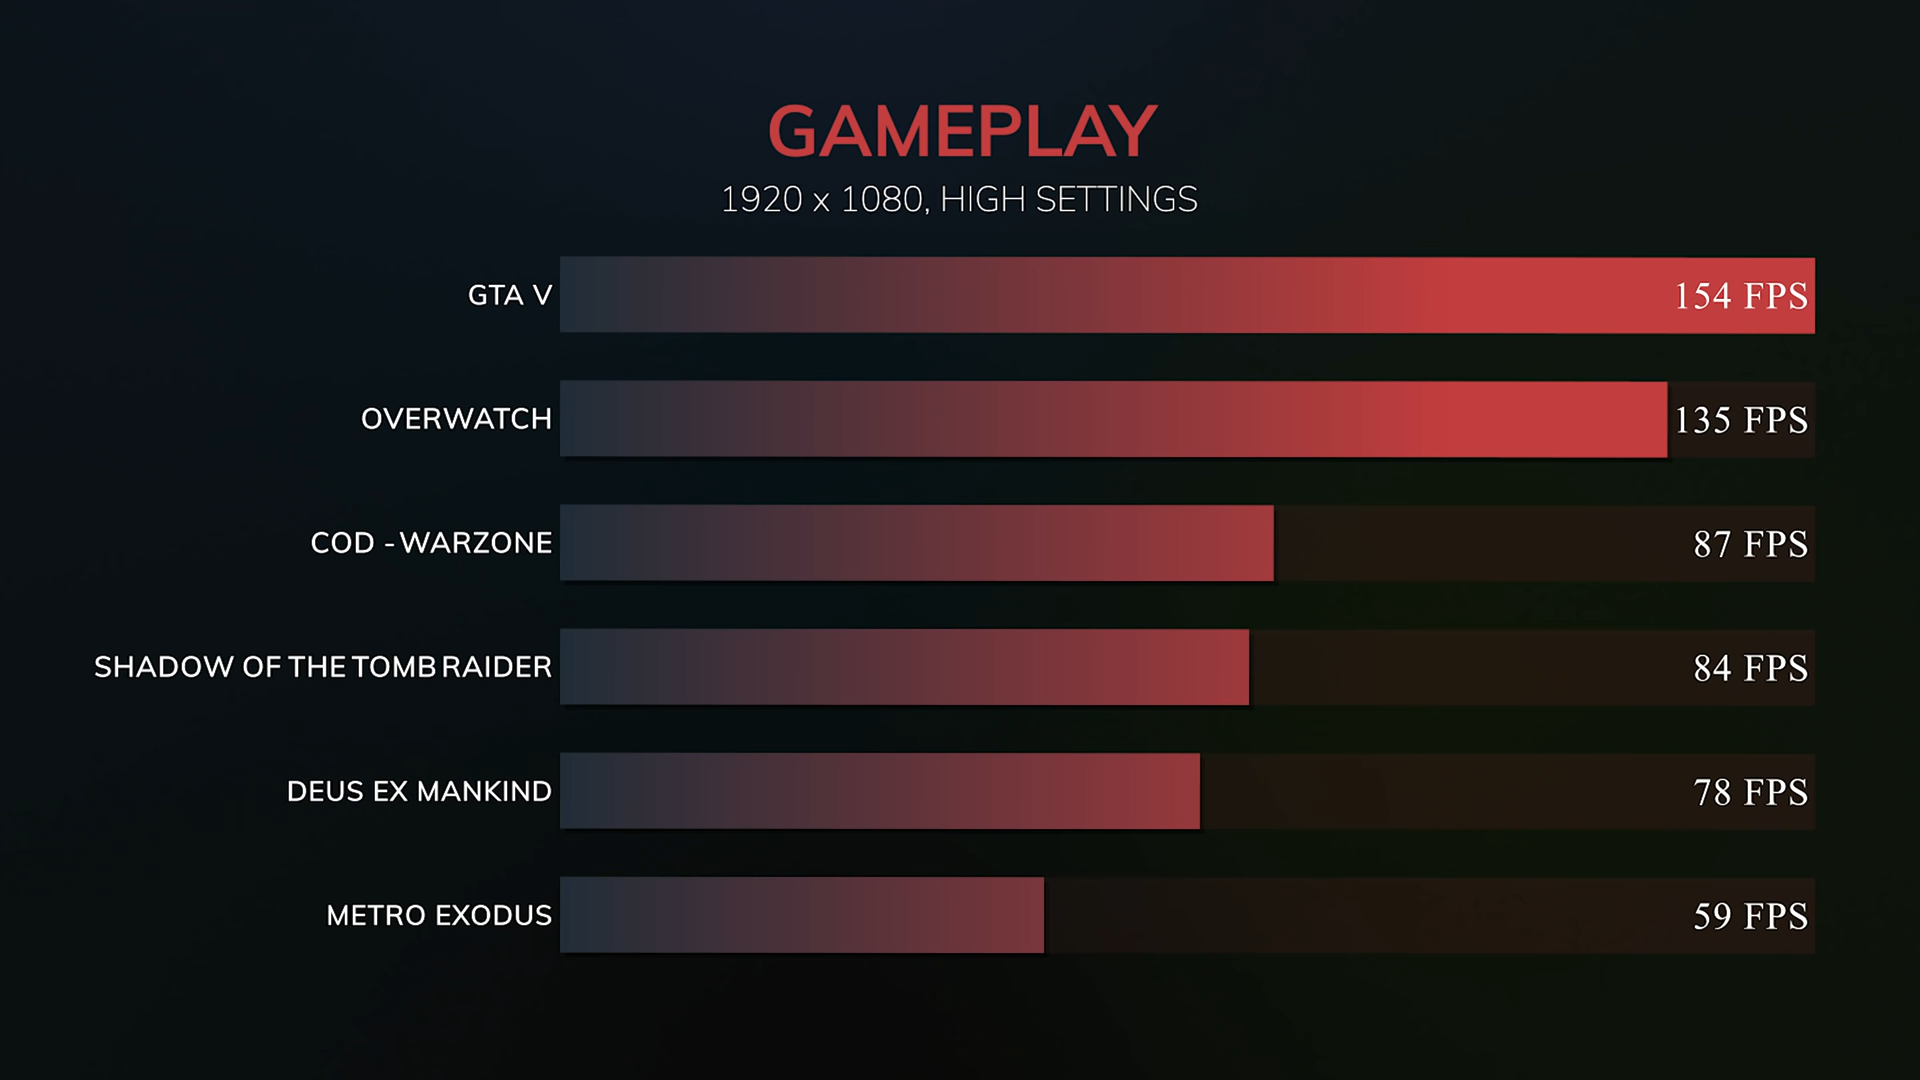 GAMEPLAY
1920 x 1080, HIGH SETTINGS
GTA V 154 FPS
OVERWATCH 135 FPS
COD - WARZONE 87 FPS
SHADOW OF THE TOMB RAIDER 84 FPS
DEUS EX MANKIND 78 FPS
METRO EXODUS 59 FPS